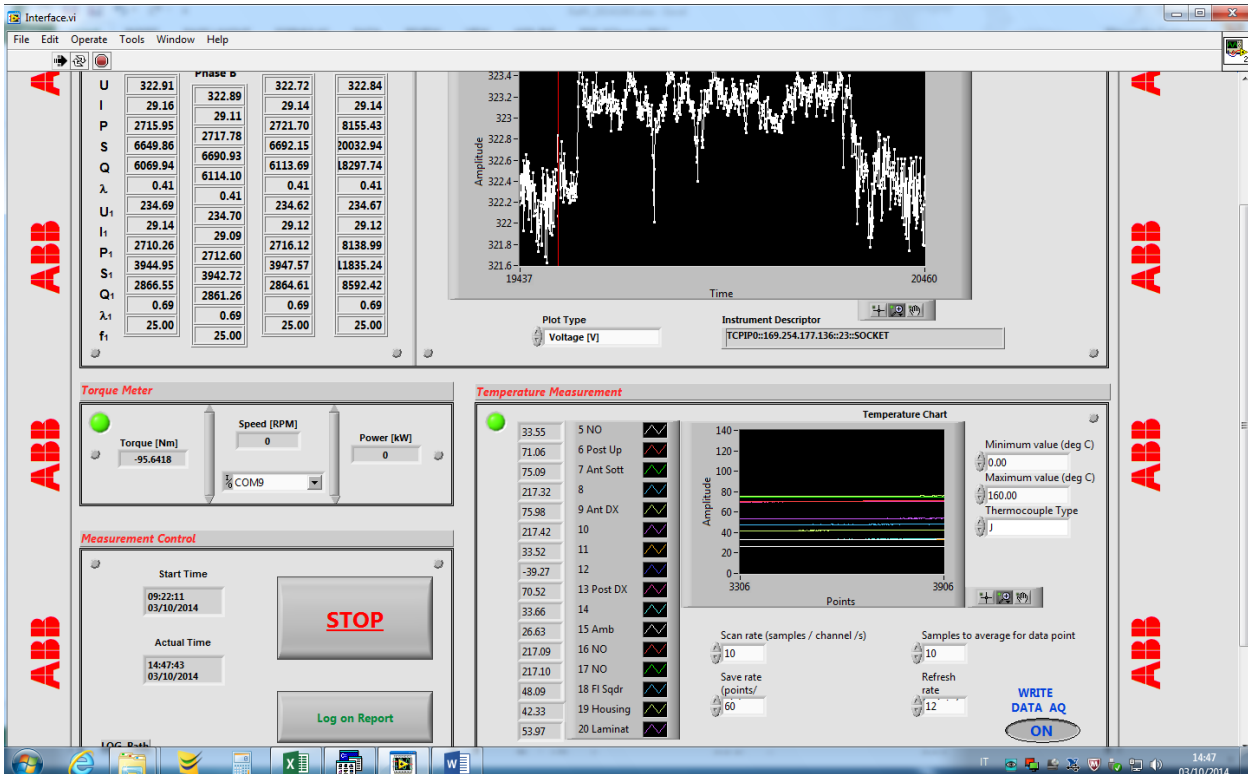 Interface.vi
File Edit Operate Tools Window Help
2
ABB
ABB
ABB
ABB
ABB
ABB
Phase B
U 322.91 322.89 322.72 322.84
I 29.16 29.11 29.14 29.14
P 2715.95 2717.78 2721.70 8155.43
S 6649.86 6690.93 6692.15 20032.94
Q 6069.94 6114.10 6113.69 18297.74
λ 0.41 0.41 0.41 0.41
U1 234.69 234.70 234.62 234.67
I1 29.14 29.09 29.12 29.12
P1 2710.26 2712.60 2716.12 8138.99
S1 3944.95 3942.72 3947.57 11835.24
Q1 2866.55 2861.26 2864.61 8592.42
λ1 0.69 0.69 0.69 0.69
f1 25.00 25.00 25.00 25.00
Amplitude
323.4
323.2
323
322.8
322.6
322.4
322.2
322
321.8
321.6
19437 20460
Time
Plot Type
Voltage [V]
Instrument Descriptor
TCPIP0::169.254.177.136::23::SOCKET
Torque Meter
Torque [Nm]
-95.6418
Speed [RPM]
0
COM9
Power [kW]
0
Measurement Control
Start Time
09:22:11
03/10/2014
Actual Time
14:47:43
03/10/2014
STOP
Log on Report
LOG Path
Temperature Measurement
33.55 5 NO
71.06 6 Post Up
75.09 7 Ant Sott
217.32 8
75.98 9 Ant DX
217.42 10
33.52 11
-39.27 12
70.52 13 Post DX
33.66 14
26.63 15 Amb
217.09 16 NO
217.10 17 NO
48.09 18 Fl Sqdr
42.33 19 Housing
53.97 20 Laminat
Temperature Chart
Amplitude
140
120
100
80
60
40
20
0
3306 3906
Points
Minimum value (deg C)
0.00
Maximum value (deg C)
160.00
Thermocouple Type
J
Scan rate (samples / channel /s)
10
Samples to average for data point
10
Save rate
(points/
60
Refresh
rate
12
WRITE
DATA AQ
ON
IT
14:47
03/10/2014